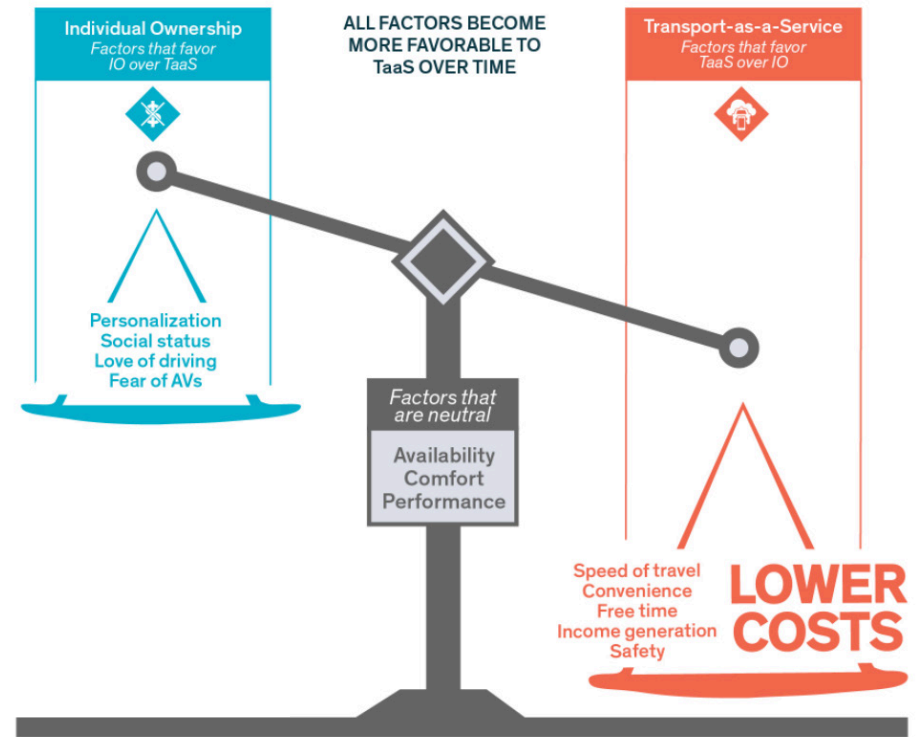 Individual Ownership
Factors that favor
IO over TaaS
ALL FACTORS BECOME
MORE FAVORABLE TO
TaaS OVER TIME
Transport-as-a-Service
Factors that favor
TaaS over IO
Personalization
Social status
Love of driving
Fear of AVs
Factors that
are neutral
Availability
Comfort
Performance
Speed of travel
Convenience
Free time
Income generation
Safety
LOWER
COSTS